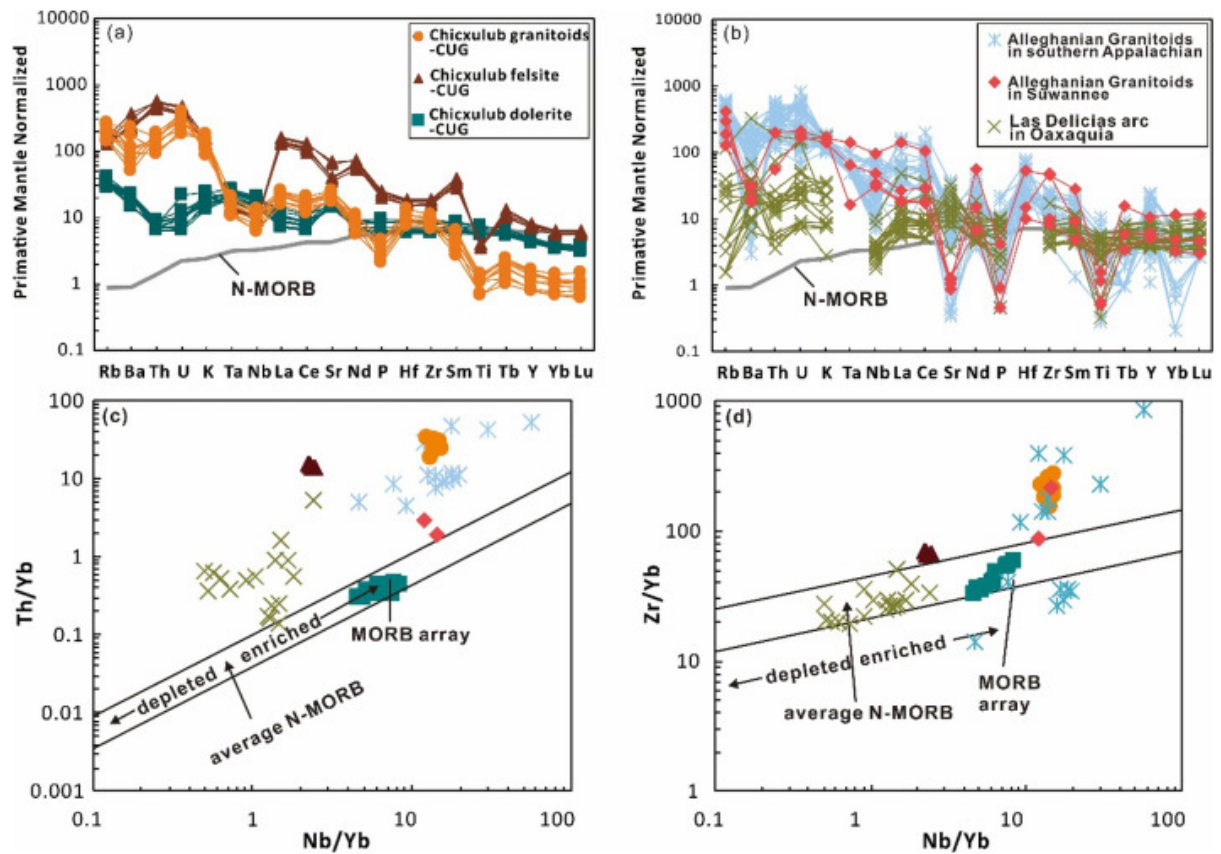 (a)
10000
1000
100
10
1
0.1
Primative Mantle Normalized
Chicxulub granitoids
-CUG
Chicxulub felsite
-CUG
Chicxulub dolerite
-CUG
N-MORB
Rb Ba Th U K Ta Nb La Ce Sr Nd P Hf Zr Sm Ti Tb Y Yb Lu
(b)
10000
1000
100
10
1
0.1
Primative Mantle Normalized
Alleghanian Granitoids
in southern Appalachian
Alleghanian Granitoids
in Suwannee
Las Delicias arc
in Oaxaquia
N-MORB
Rb Ba Th U K Ta Nb La Ce Sr Nd P Hf Zr Sm Ti Tb Y Yb Lu
(c)
100
10
1
0.1
0.01
0.001
Th/Yb
depleted enriched
MORB array
average N-MORB
0.1 1 10 100
Nb/Yb
(d)
1000
100
10
1
Zr/Yb
depleted enriched
MORB
array
average N-MORB
0.1 1 10 100
Nb/Yb